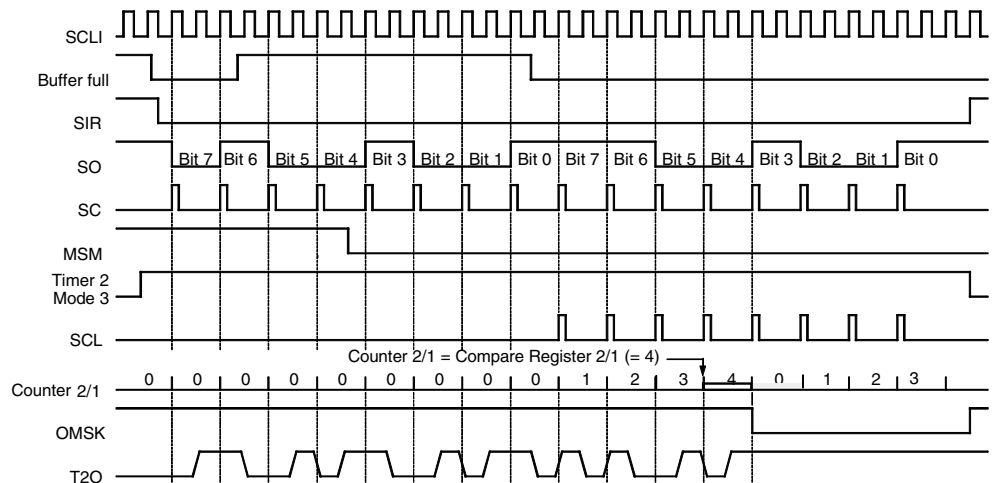 SCLI
Buffer full
SIR
SO
Bit 7 Bit 6 Bit 5 Bit 4 Bit 3 Bit 2 Bit 1 Bit 0 Bit 7 Bit 6 Bit 5 Bit 4 Bit 3 Bit 2 Bit 1 Bit 0
SC
MSM
Timer 2
Mode 3
SCL
Counter 2/1 = Compare Register 2/1 (= 4)
0 0 0 0 0 0 0 0 0 1 2 3 4 0 1 2 3
Counter 2/1
OMSK
T2O